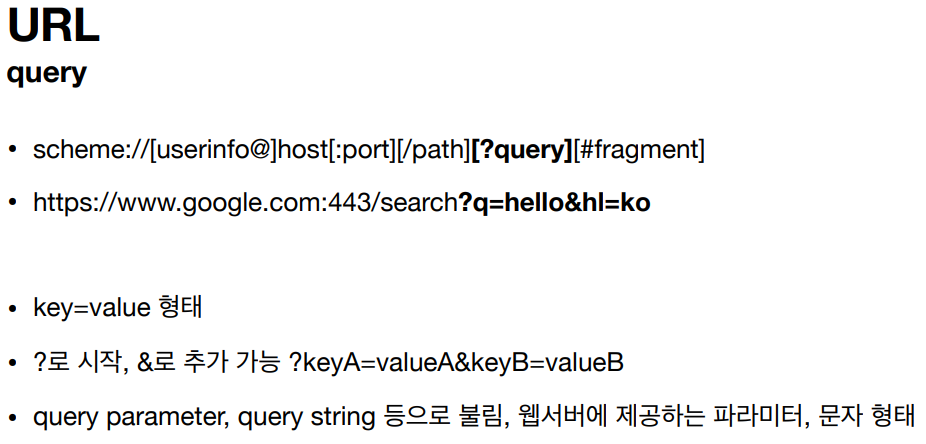 URL
query
• scheme://[userinfo@]host[:port][/path][?query][#fragment]
• https://www.google.com:443/search?q=hello&hl=ko
• key=value 형태
• ?로 시작, &로 추가 가능 ?keyA=valueA&keyB=valueB
• query parameter, query string 등으로 불림, 웹서버에 제공하는 파라미터, 문자 형태